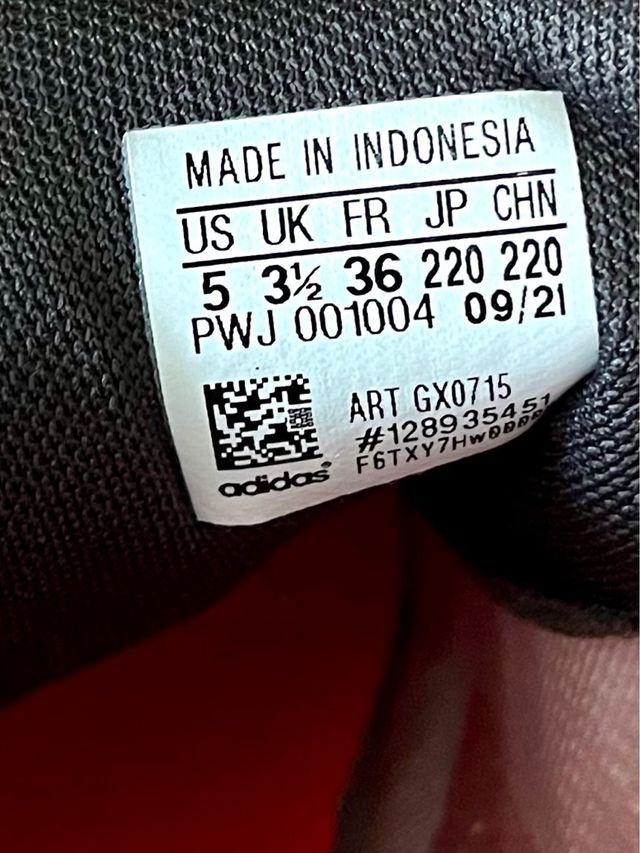 MADE IN INDONESIA
US UK FR JP CHN
5 3½ 36 220 220
PWJ 001004 09/21
ART GX0715
#128935451
adidas